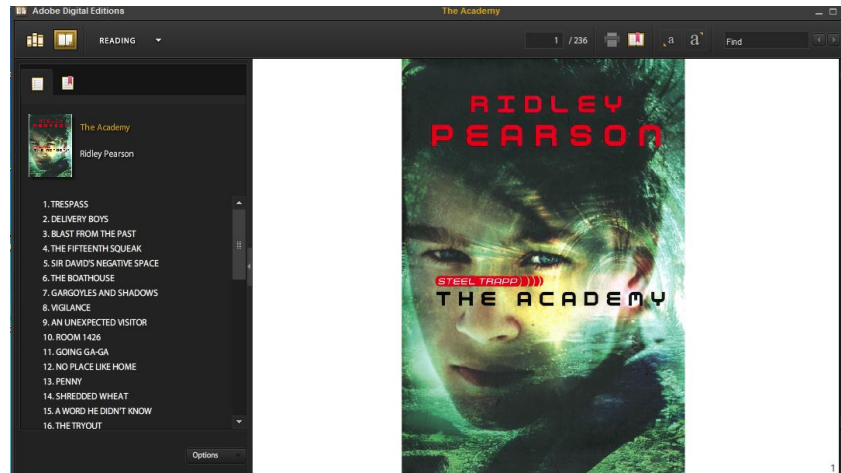 Adobe Digital Editions
The Academy
READING
1 / 236
a
a
Find
The Academy
Ridley Pearson
1. TRESPASS
2. DELIVERY BOYS
3. BLAST FROM THE PAST
4. THE FIFTEENTH SQUEAK
5. SIR DAVID'S NEGATIVE SPACE
6. THE BOATHOUSE
7. GARGOYLES AND SHADOWS
8. VIGILANCE
9. AN UNEXPECTED VISITOR
10. ROOM 1426
11. GOING GA-GA
12. NO PLACE LIKE HOME
13. PENNY
14. SHREDDED WHEAT
15. A WORD HE DIDN'T KNOW
16. THE TRYOUT
Options
RIDLEY
PEARSON
STEEL TRAPP
THE ACADEMY
1